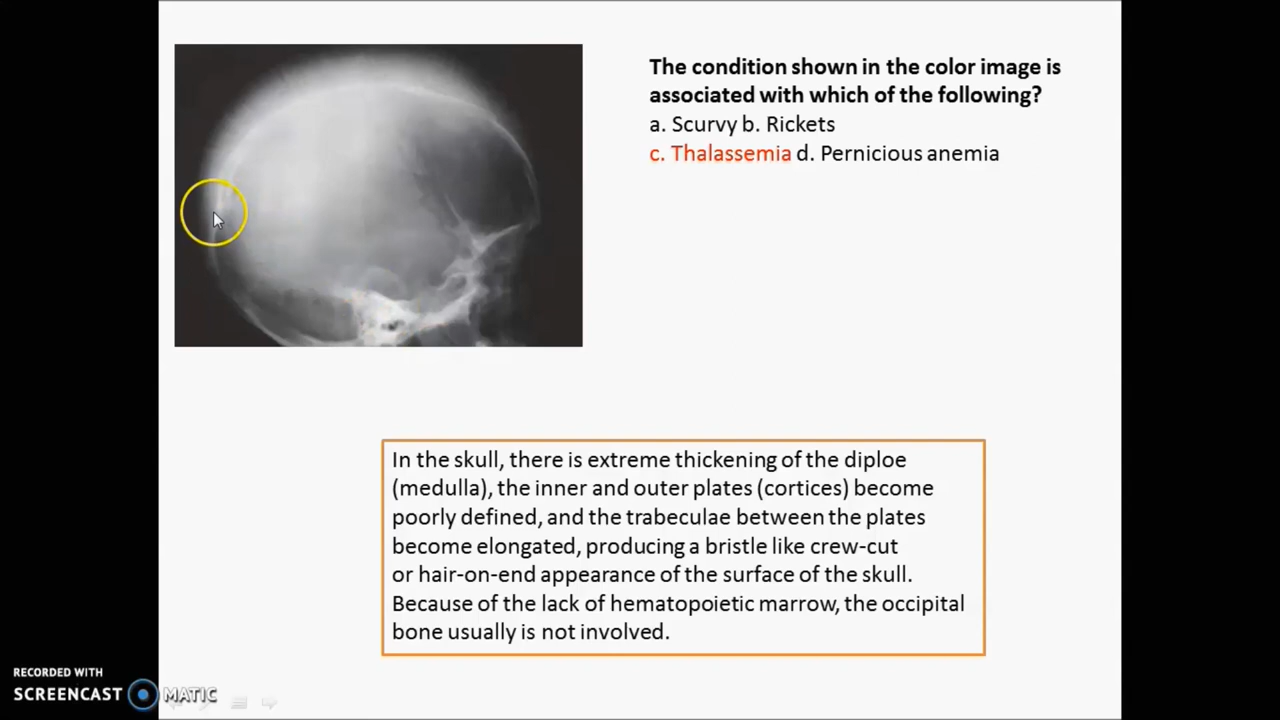 The condition shown in the color image is
associated with which of the following?
a. Scurvy b. Rickets
c. Thalassemia d. Pernicious anemia
In the skull, there is extreme thickening of the diploe
(medulla), the inner and outer plates (cortices) become
poorly defined, and the trabeculae between the plates
become elongated, producing a bristle like crew-cut
or hair-on-end appearance of the surface of the skull.
Because of the lack of hematopoietic marrow, the occipital
bone usually is not involved.
RECORDED WITH
SCREENCAST MATIC